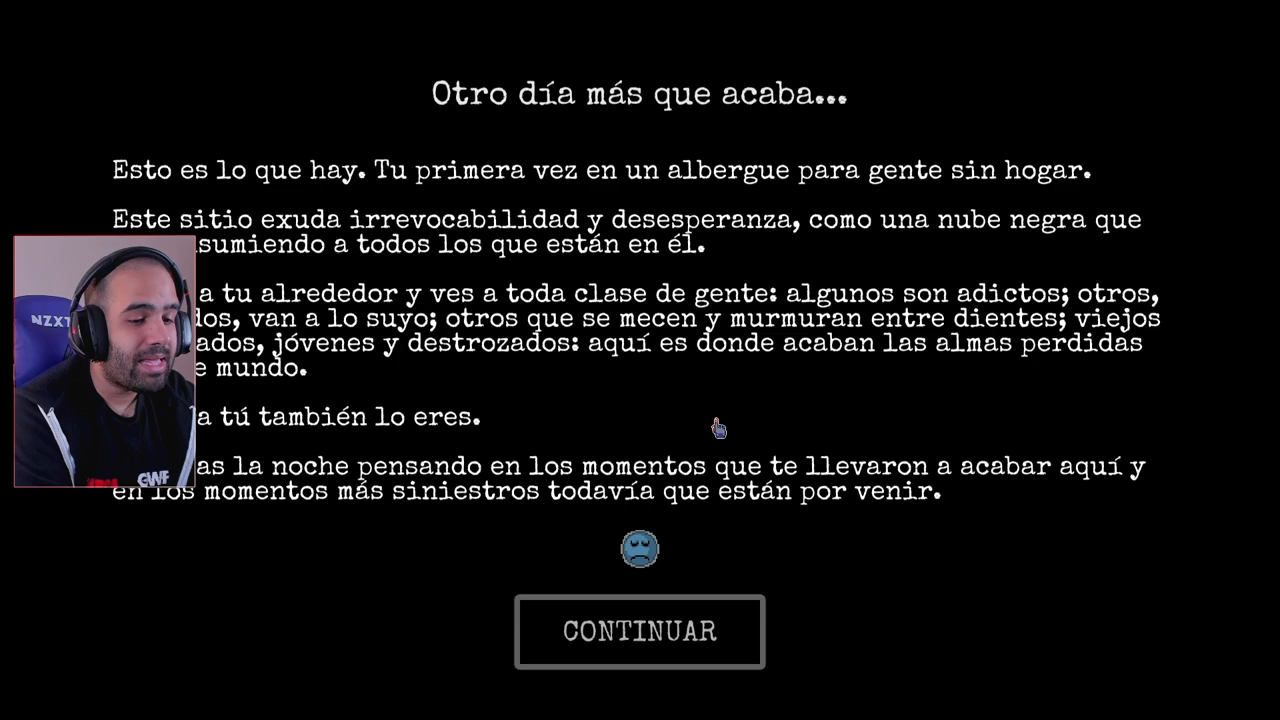 Otro día más que acaba...
Esto es lo que hay. Tu primera vez en un albergue para gente sin hogar.
Este sitio exuda irrevocabilidad y desesperanza, como una nube negra que
sumiendo a todos los que están en él.
a tu alrededor y ves a toda clase de gente: algunos son adictos; otros,
dos, van a lo suyo; otros que se mecen y murmuran entre dientes; viejos
ados, jóvenes y destrozados: aquí es donde acaban las almas perdidas
e mundo.
a tú también lo eres.
as la noche pensando en los momentos que te llevaron a acabar aquí y
en los momentos más siniestros todavía que están por venir.
CONTINUAR
NZXT
GWF